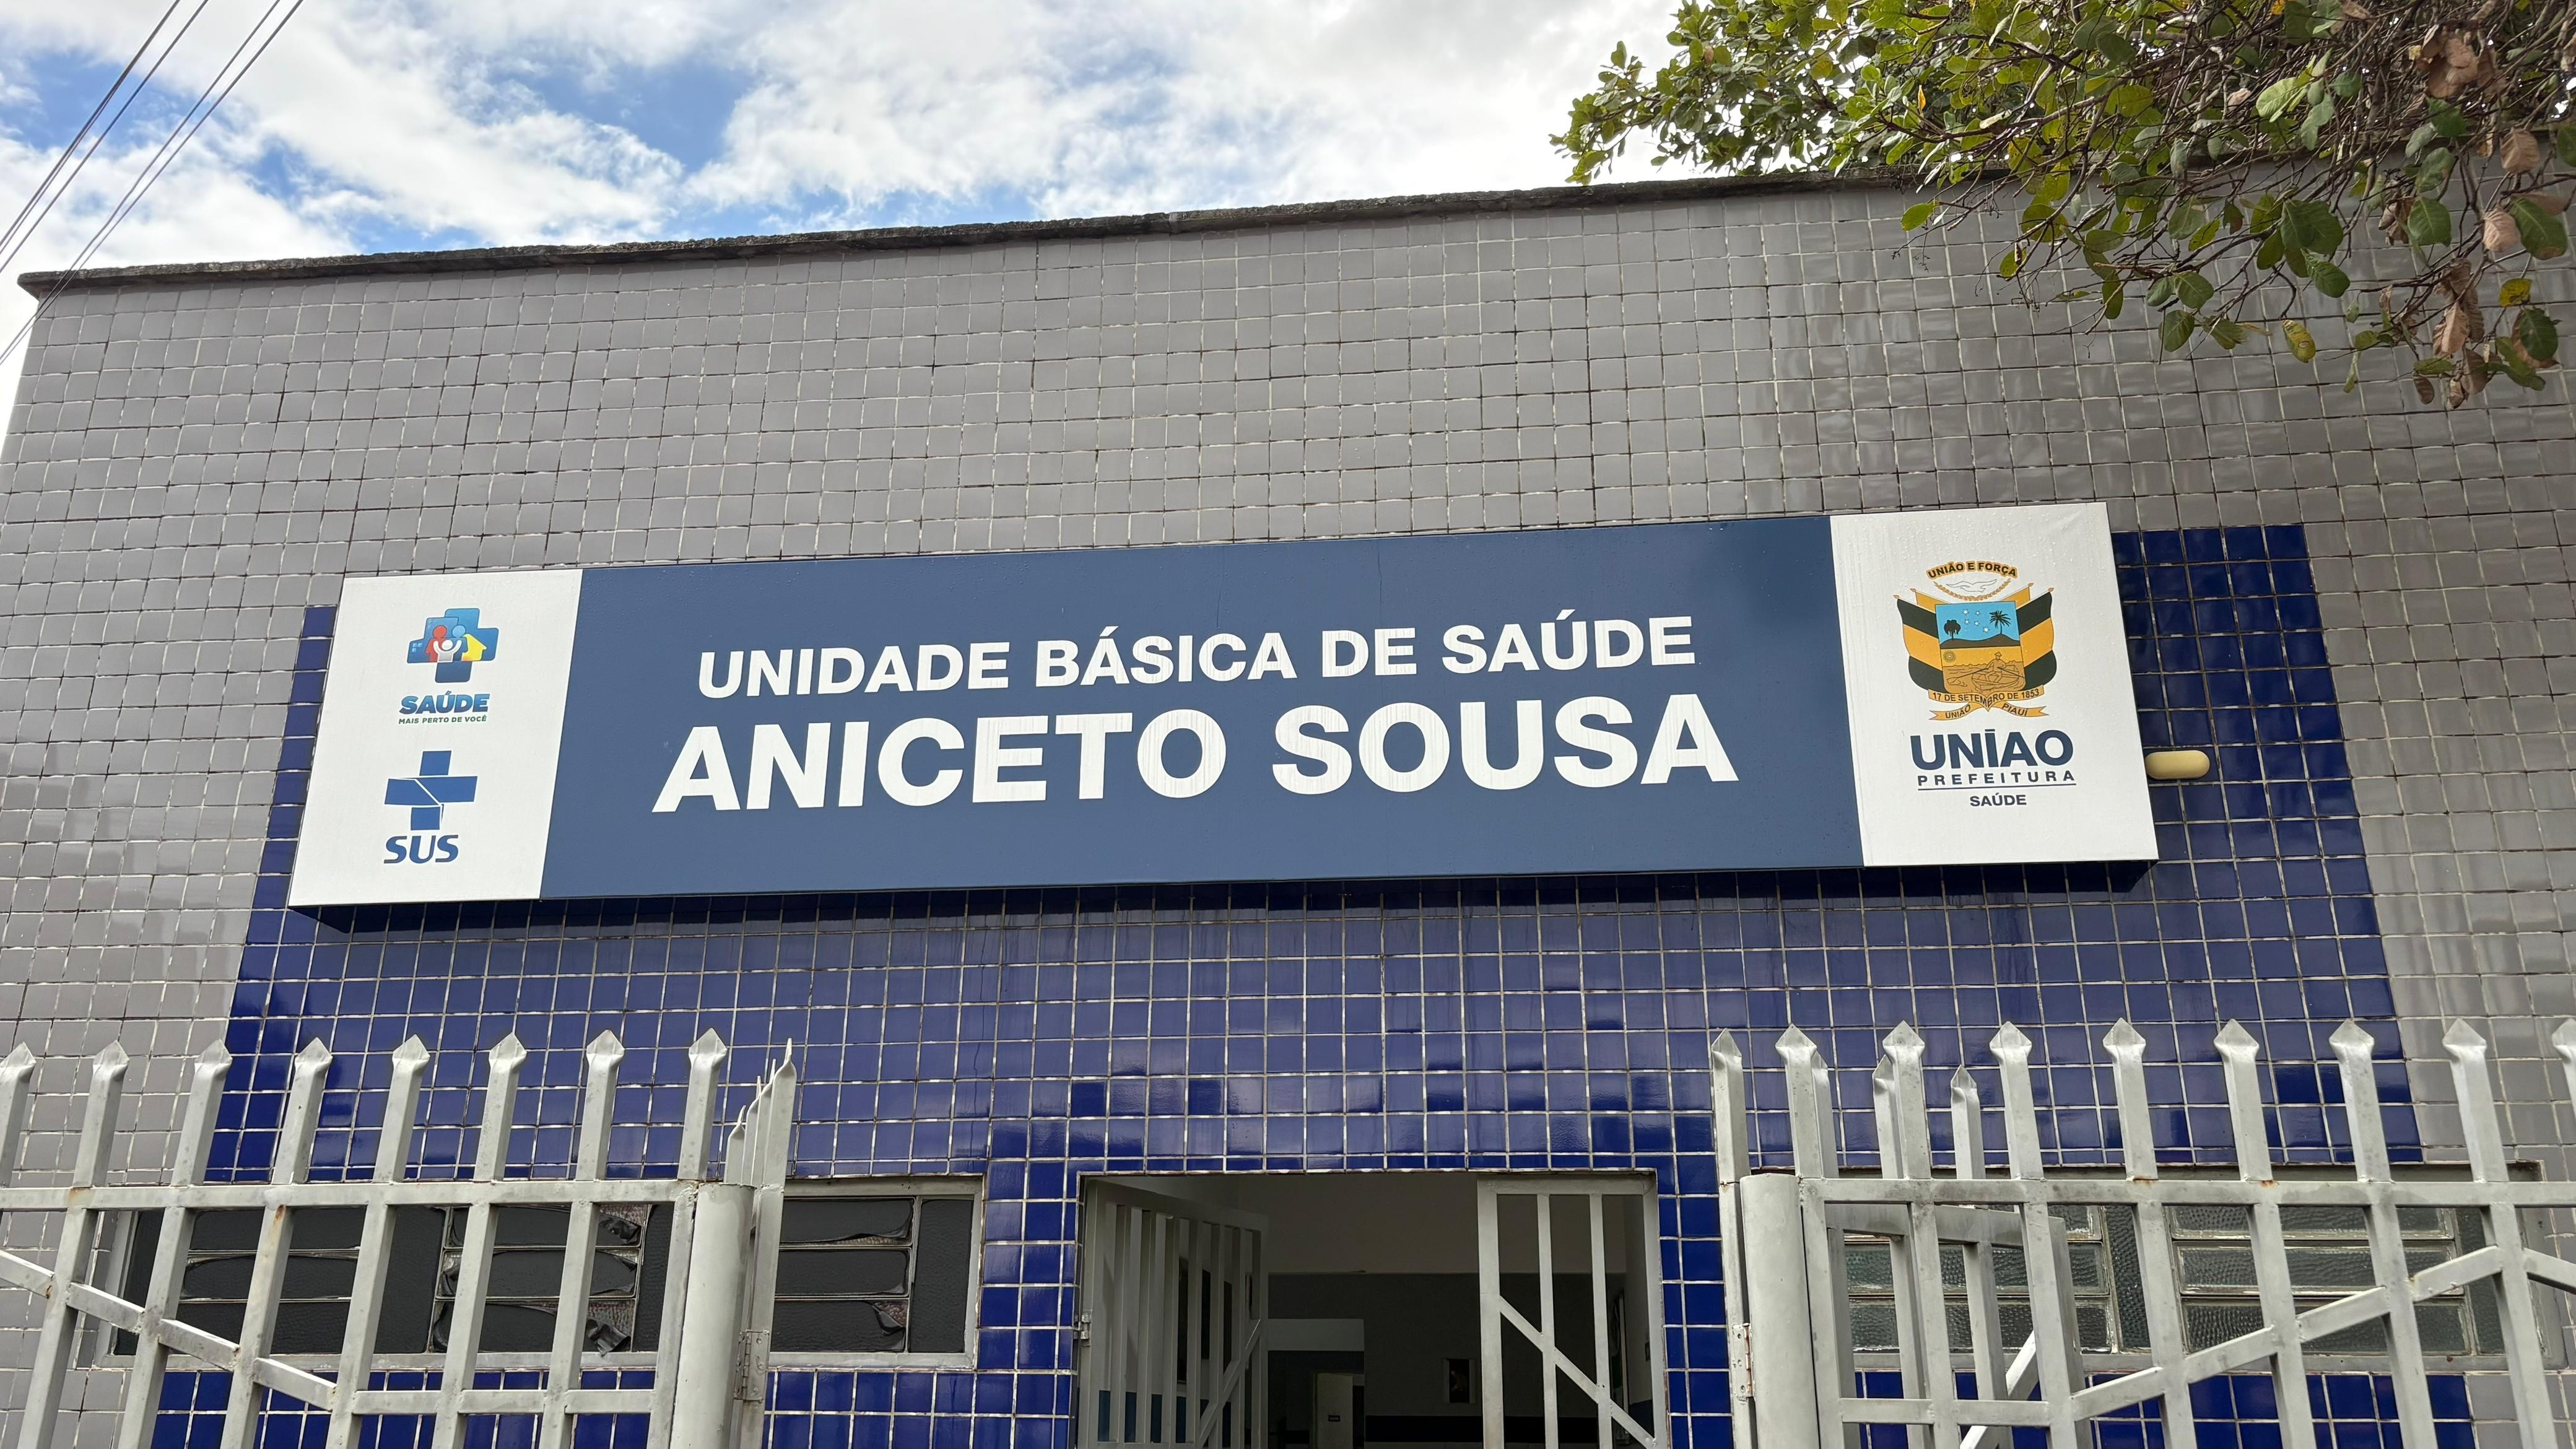 SAÚDE
MAIS PERTO DE VOCÊ
SUS
UNIDADE BÁSICA DE SAÚDE
ANICETO SOUSA
UNIÃO E FORÇA
17 DE SETEMBRO DE 1853
UNIÃO PIAUÍ
UNIÃO
PREFEITURA
SAÚDE